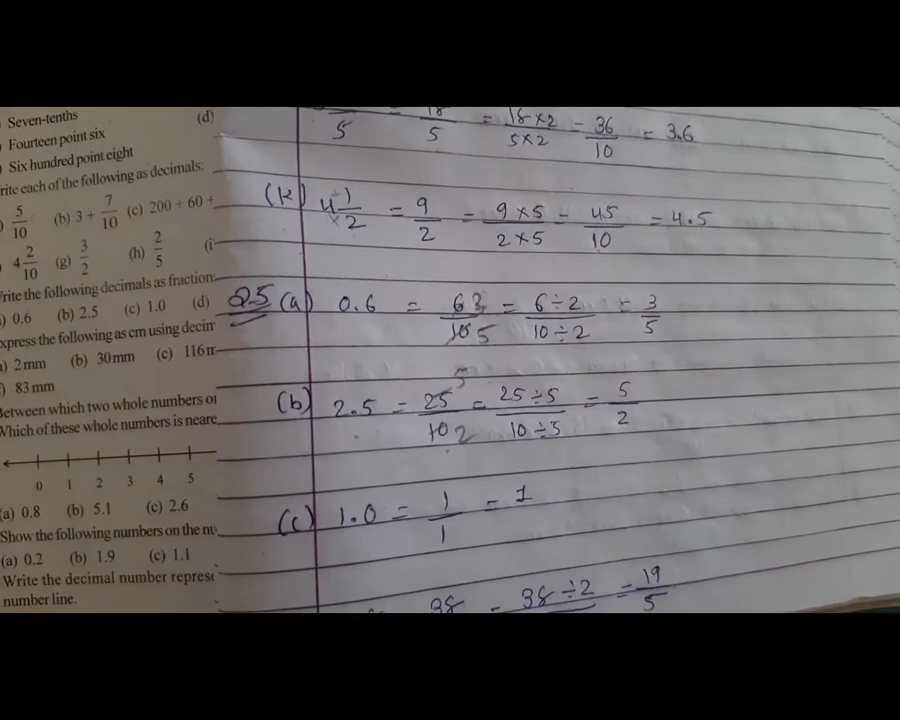 Seven-tenths (d)
Fourteen point six
Six hundred point eight
rite each of the following as decimals:
5/10 (b) 3 + 7/10 (c) 200 + 60 +
4 2/10 (g) 3/2 (h) 2/5 (i
Write the following decimals as fraction
) 0.6 (b) 2.5 (c) 1.0 (d)
xpress the following as cm using decim
) 2 mm (b) 30 mm (c) 116 m
) 83 mm
Between which two whole numbers on
Which of these whole numbers is neare
0 1 2 3 4 5
(a) 0.8 (b) 5.1 (c) 2.6
Show the following numbers on the nu
(a) 0.2 (b) 1.9 (c) 1.1
Write the decimal number represe
number line.
/5 = 18/5 = 18×2/5×2 = 36/10 = 3.6
(k) 4 1/2 = 9/2 = 9×5/2×5 = 45/10 = 4.5
Q5 (a) 0.6 = 6 3/10 5 = 6÷2/10÷2 = 3/5
(b) 2.5 = 25 5/10 2 = 25÷5/10÷5 = 5/2
(c) 1.0 = 1/1 = 1
38 = 38÷2 = 19/5